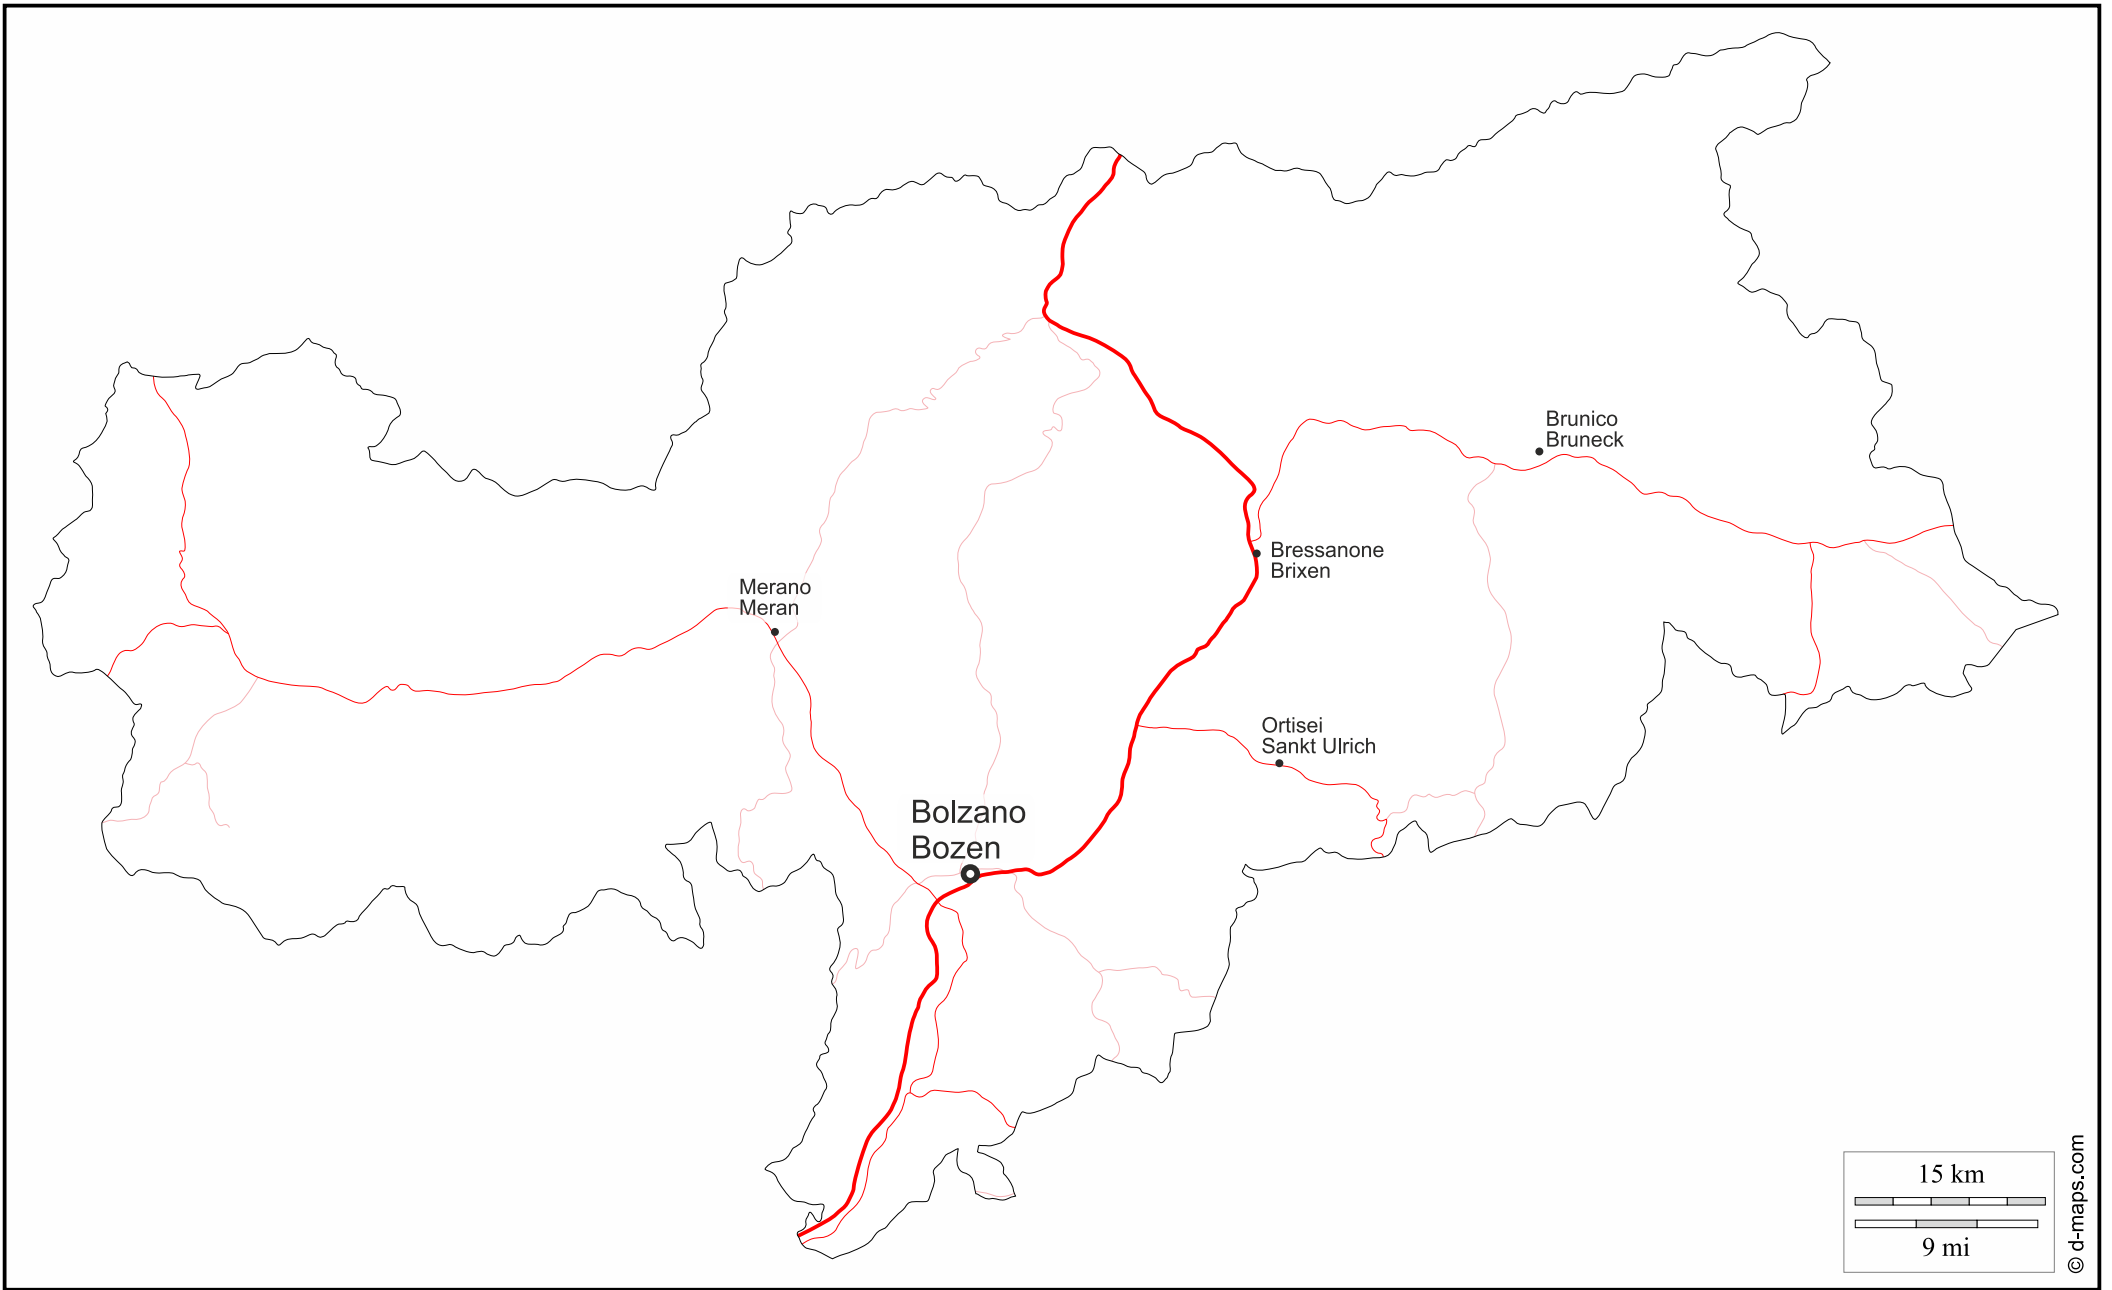 Brunico
Bruneck
Bressanone
Brixen
Merano
Meran
Ortisei
Sankt Ulrich
Bolzano
Bozen
15 km
9 mi
© d-maps.com